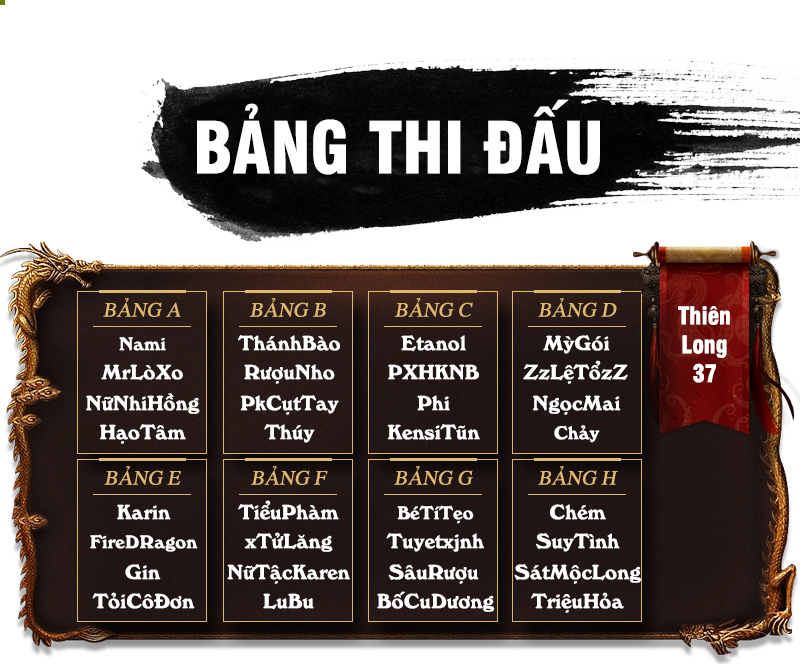 BẢNG THI ĐẤU
Thiên
Long
37
BẢNG A
Nami
MrLòXo
NữNhiHồng
HạoTâm
BẢNG B
ThánhBào
RượuNho
PkCụtTay
Thúy
BẢNG C
Etanol
PXHKNB
Phi
KensiTũn
BẢNG D
MỳGói
ZzLệTổzZ
NgọcMai
Chảy
BẢNG E
Karin
FireDRagon
Gin
TỏiCôĐơn
BẢNG F
TiểuPhàm
xTửLăng
NữTặcKaren
LuBu
BẢNG G
BéTíTẹo
Tuyetxjnh
SâuRượu
BốCuDương
BẢNG H
Chém
SuyTình
SátMộcLong
TriệuHỏa